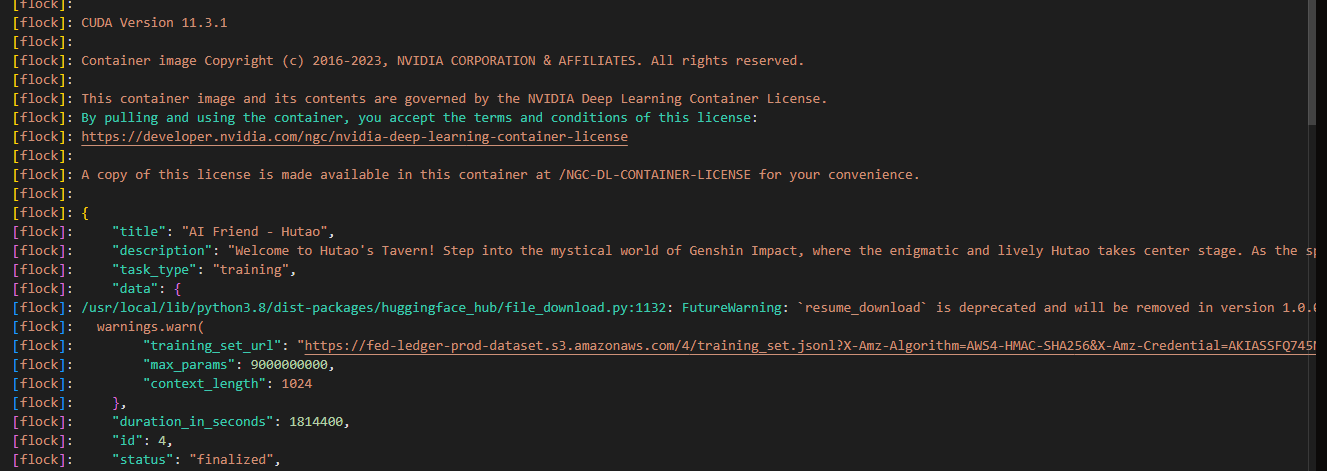 [flock]:
[flock]: CUDA Version 11.3.1
[flock]:
[flock]: Container image Copyright (c) 2016-2023, NVIDIA CORPORATION & AFFILIATES. All rights reserved.
[flock]:
[flock]: This container image and its contents are governed by the NVIDIA Deep Learning Container License.
[flock]: By pulling and using the container, you accept the terms and conditions of this license:
[flock]: https://developer.nvidia.com/ngc/nvidia-deep-learning-container-license
[flock]:
[flock]: A copy of this license is made available in this container at /NGC-DL-CONTAINER-LICENSE for your convenience.
[flock]:
[flock]: {
[flock]:     "title": "AI Friend - Hutao",
[flock]:     "description": "Welcome to Hutao's Tavern! Step into the mystical world of Genshin Impact, where the enigmatic and lively Hutao takes center stage. As the
[flock]:     "task_type": "training",
[flock]:     "data": {
[flock]: /usr/local/lib/python3.8/dist-packages/huggingface_hub/file_download.py:1132: FutureWarning: `resume_download` is deprecated and will be removed in version 1.0.
[flock]:   warnings.warn(
[flock]:         "training_set_url": "https://fed-ledger-prod-dataset.s3.amazonaws.com/4/training_set.jsonl?X-Amz-Algorithm=AWS4-HMAC-SHA256&X-Amz-Credential=AKIASSFQ745
[flock]:         "max_params": 9000000000,
[flock]:         "context_length": 1024
[flock]:     },
[flock]:     "duration_in_seconds": 1814400,
[flock]:     "id": 4,
[flock]:     "status": "finalized",